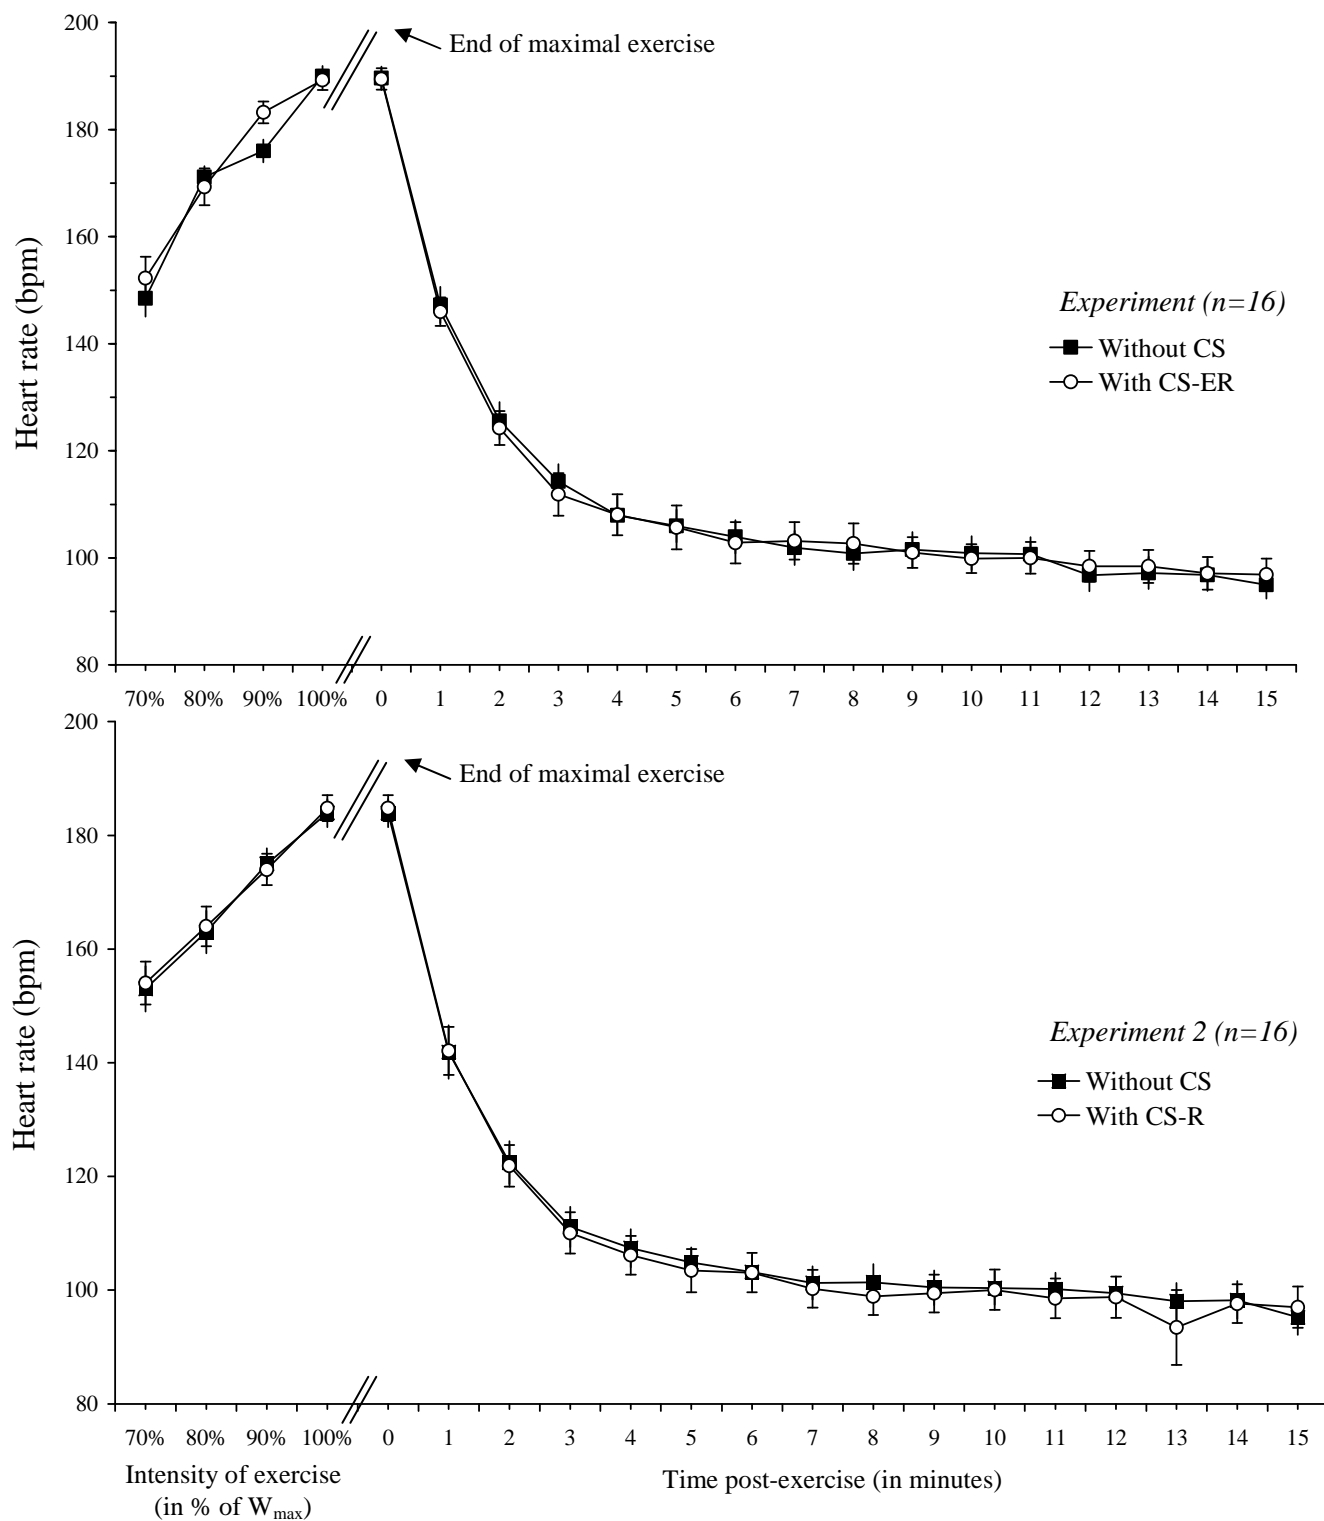 200
End of maximal exercise
180
160
Heart rate (bpm)
Experiment (n=16)
Without CS
140
With CS-ER
120
100
80
70% 80% 90% 100% 0 1 2 3 4 5 6 7 8 9 10 11 12 13 14 15
200
End of maximal exercise
180
160
Heart rate (bpm)
Experiment 2 (n=16)
Without CS
140
With CS-R
120
100
80
70% 80% 90% 100% 0 1 2 3 4 5 6 7 8 9 10 11 12 13 14 15
Intensity of exercise
(in % of Wmax)
Time post-exercise (in minutes)